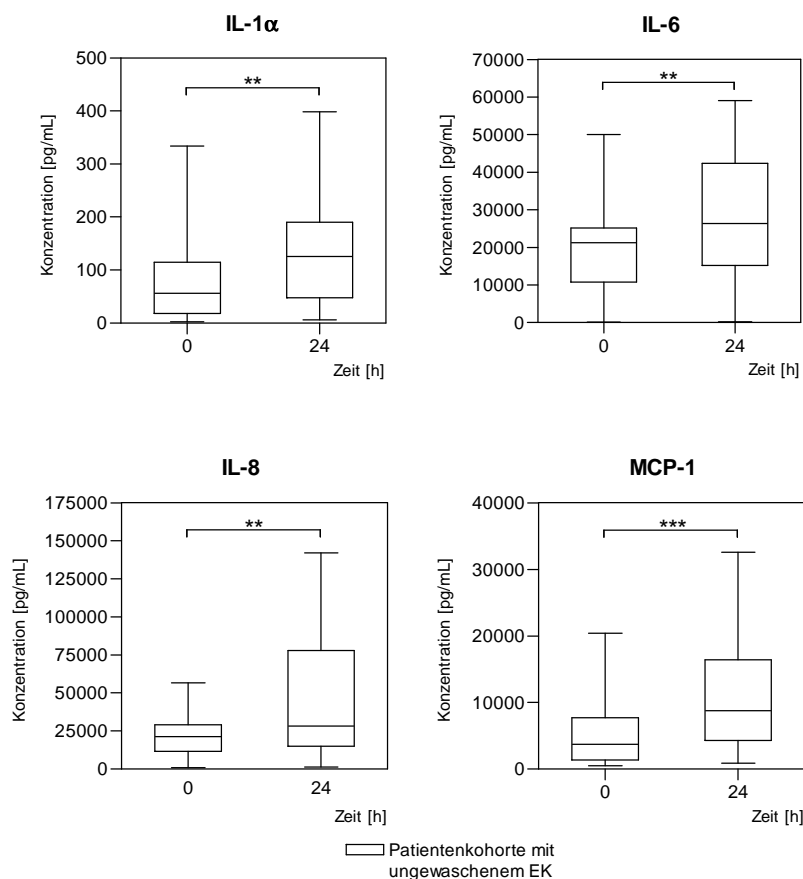 IL-1α
Konzentration [pg/mL]
500
400
300
200
100
0
**
0 24
Zeit [h]
IL-6
Konzentration [pg/mL]
70000
60000
50000
40000
30000
20000
10000
0
**
0 24
Zeit [h]
IL-8
Konzentration [pg/mL]
175000
150000
125000
100000
75000
50000
25000
0
**
0 24
Zeit [h]
MCP-1
Konzentration [pg/mL]
40000
30000
20000
10000
0
***
0 24
Zeit [h]
Patientenkohorte mit
ungewaschenem EK